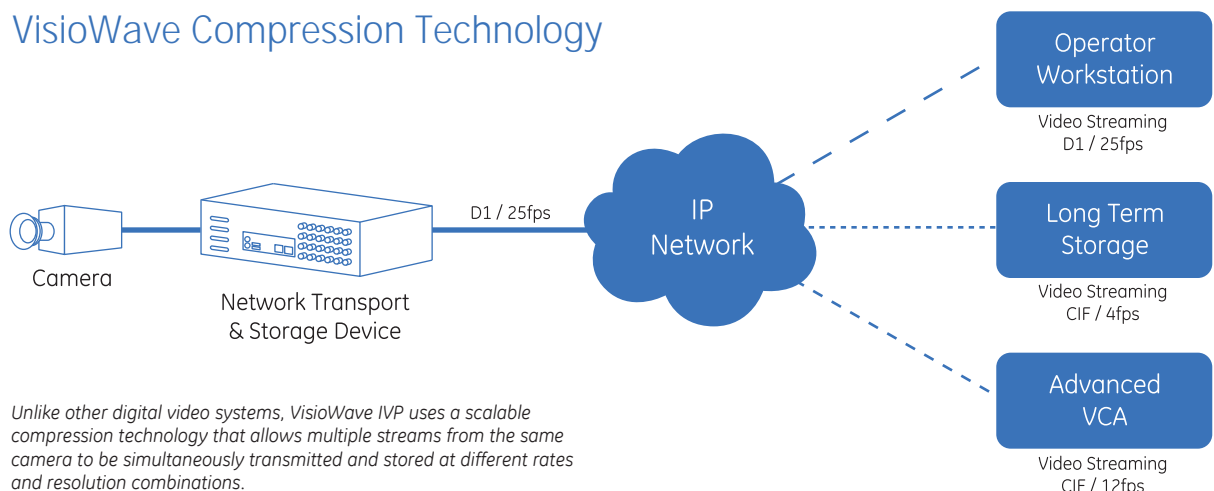 VisioWave Compression Technology
Camera
Network Transport
& Storage Device
D1 / 25fps
IP
Network
Operator
Workstation
Video Streaming
D1 / 25fps
Long Term
Storage
Video Streaming
CIF / 4fps
Advanced
VCA
Video Streaming
CIF / 12fps
Unlike other digital video systems, VisioWave IVP uses a scalable
compression technology that allows multiple streams from the same
camera to be simultaneously transmitted and stored at different rates
and resolution combinations.